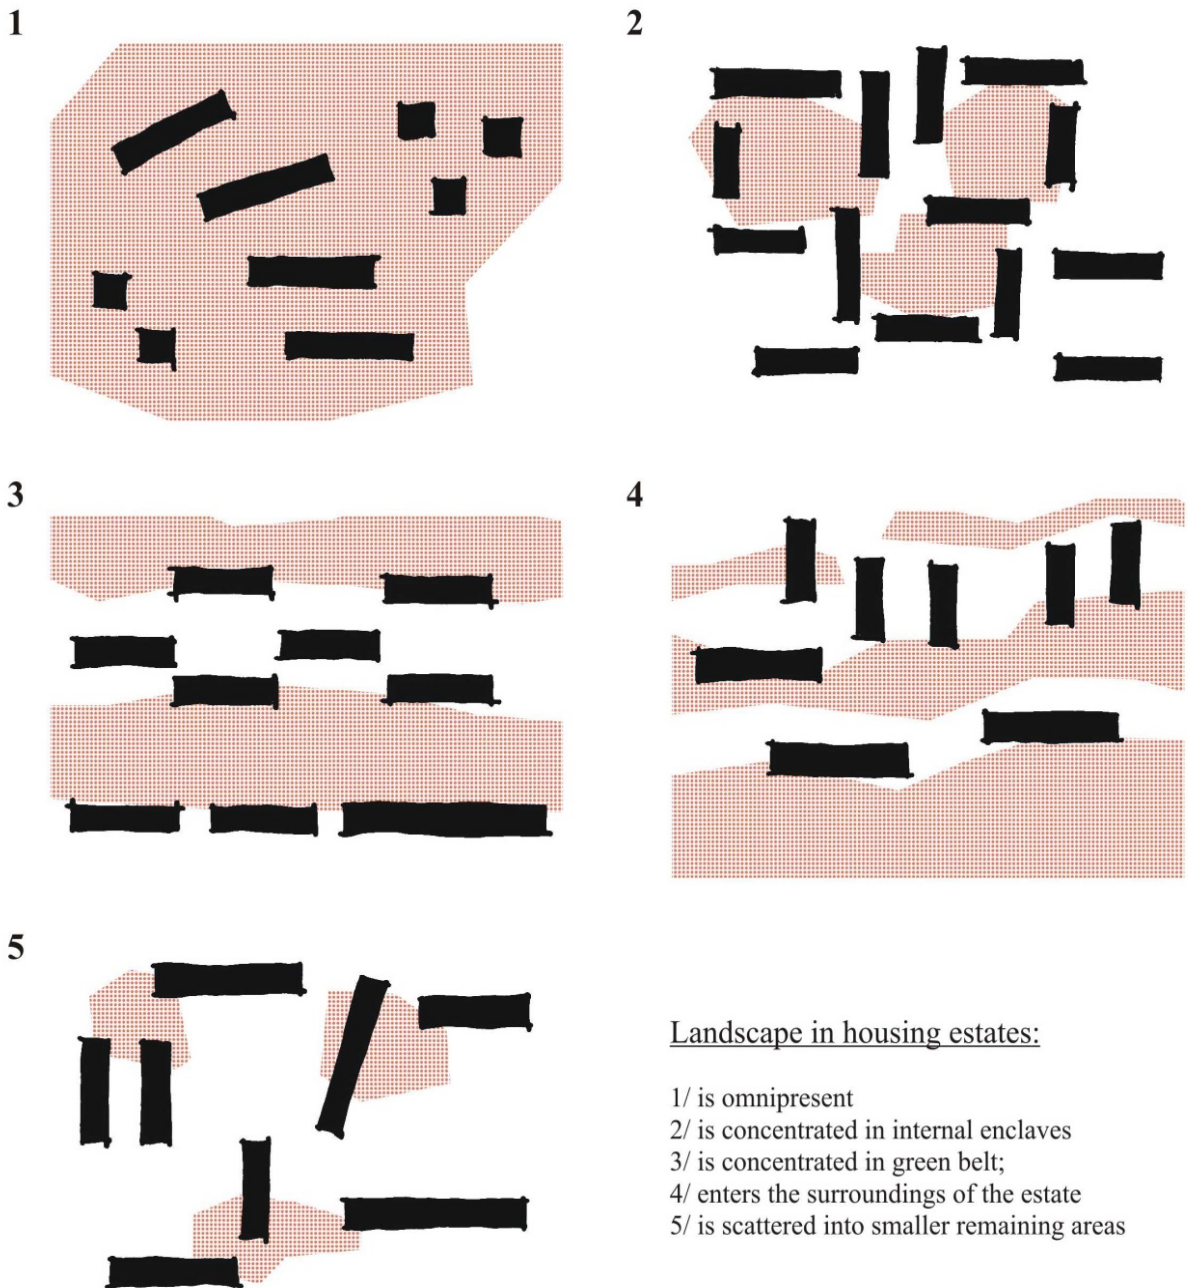 1
2
3
4
5
Landscape in housing estates:
1/ is omnipresent
2/ is concentrated in internal enclaves
3/ is concentrated in green belt;
4/ enters the surroundings of the estate
5/ is scattered into smaller remaining areas